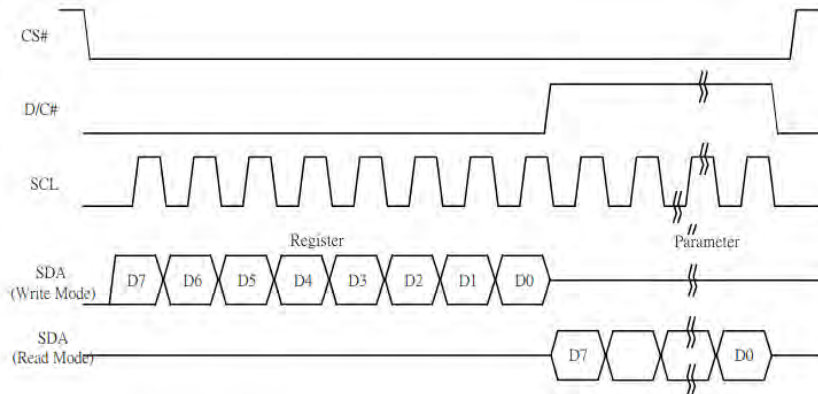 CS#
D/C#
SCL
Register Parameter
SDA
(Write Mode)
D7 D6 D5 D4 D3 D2 D1 D0
SDA
(Read Mode)
D7 D0